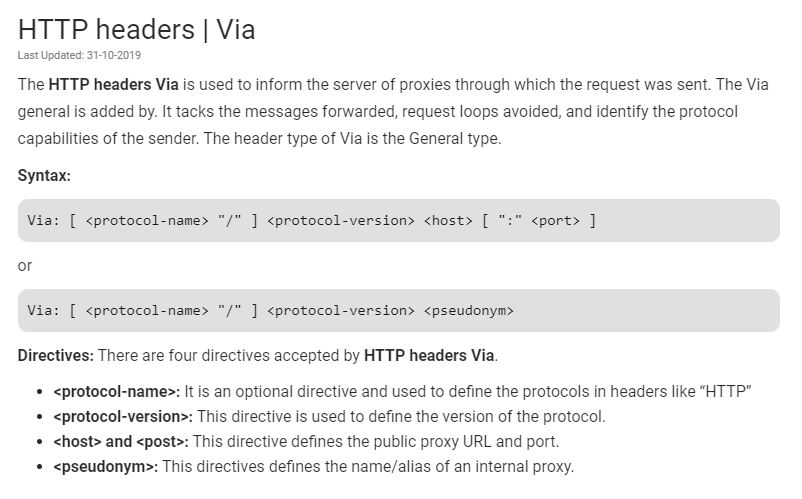 HTTP headers | Via
Last Updated: 31-10-2019
The HTTP headers Via is used to inform the server of proxies through which the request was sent. The Via
general is added by. It tacks the messages forwarded, request loops avoided, and identify the protocol
capabilities of the sender. The header type of Via is the General type.
Syntax:
Via: [ <protocol-name> "/" ] <protocol-version> <host> [ ":" <port> ]
or
Via: [ <protocol-name> "/" ] <protocol-version> <pseudonym>
Directives: There are four directives accepted by HTTP headers Via.
• <protocol-name>: It is an optional directive and used to define the protocols in headers like “HTTP”
• <protocol-version>: This directive is used to define the version of the protocol.
• <host> and <post>: This directive defines the public proxy URL and port.
• <pseudonym>: This directives defines the name/alias of an internal proxy.